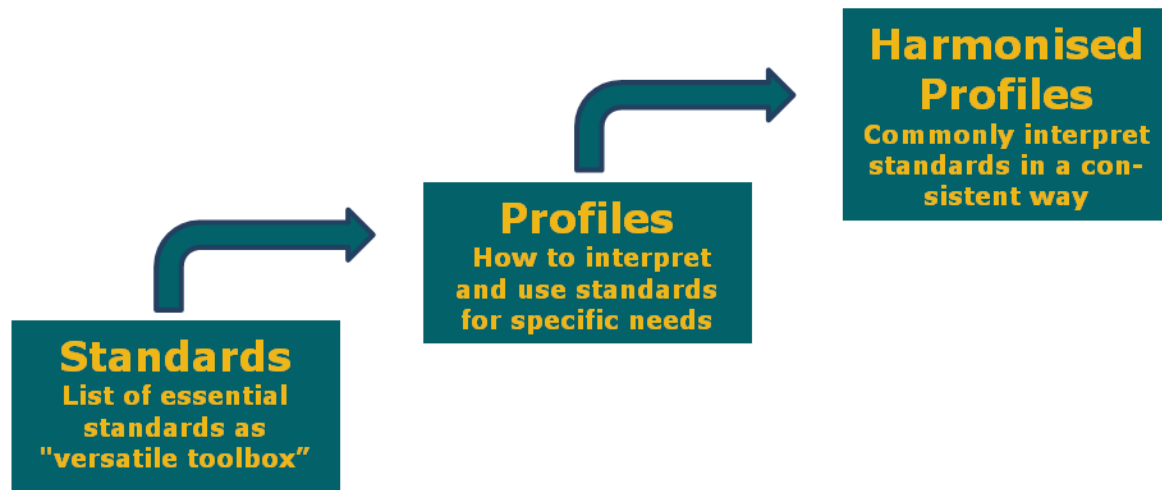 Standards
List of essential
standards as
"versatile toolbox”
Profiles
How to interpret
and use standards
for specific needs
Harmonised
Profiles
Commonly interpret
standards in a con-
sistent way